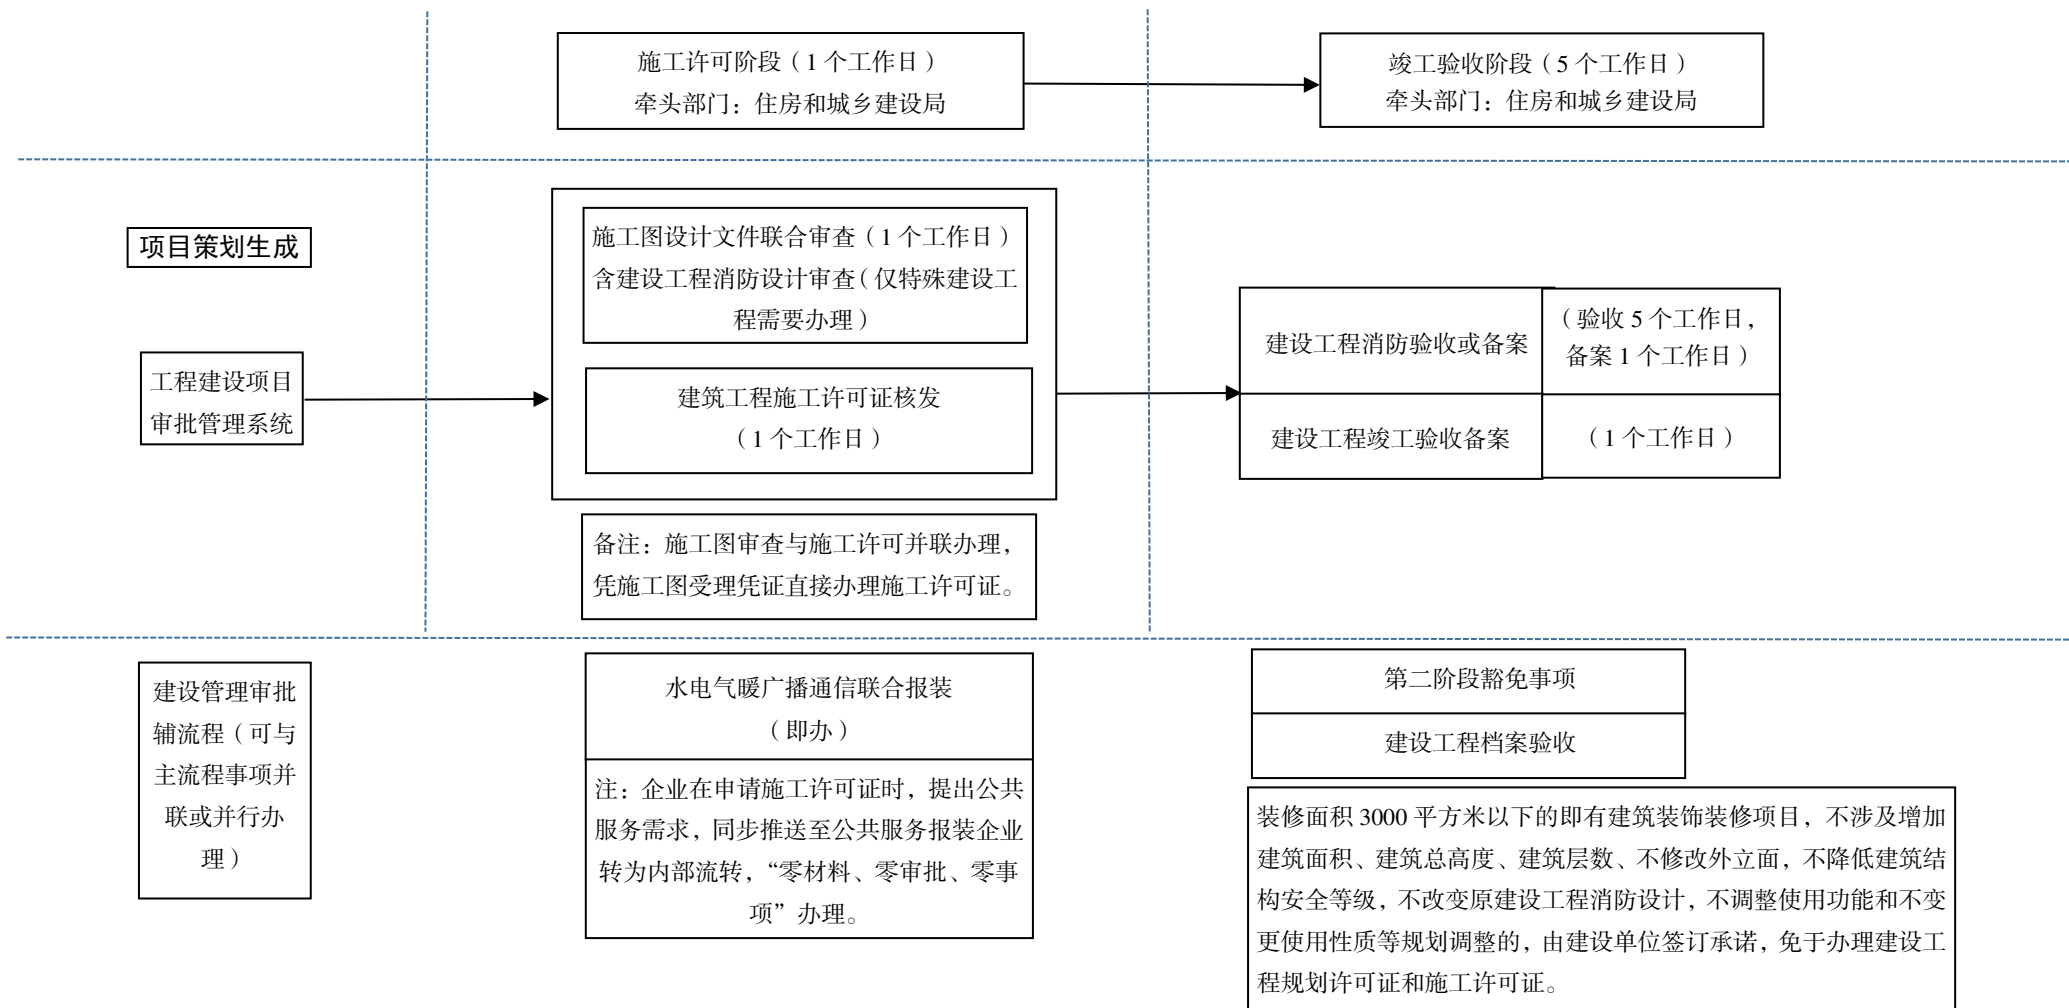 施工许可阶段（1 个工作日）
牵头部门：住房和城乡建设局
竣工验收阶段（5 个工作日）
牵头部门：住房和城乡建设局
项目策划生成
工程建设项目
审批管理系统
施工图设计文件联合审查（1 个工作日）
含建设工程消防设计审查（仅特殊建设工
程需要办理）
建筑工程施工许可证核发
（1 个工作日）
备注：施工图审查与施工许可并联办理，
凭施工图受理凭证直接办理施工许可证。
建设工程消防验收或备案
（验收 5 个工作日，
备案 1 个工作日）
建设工程竣工验收备案
（1 个工作日）
建设管理审批
辅流程（可与
主流程事项并
联或并行办
理）
水电气暖广播通信联合报装
（即办）
注：企业在申请施工许可证时，提出公共
服务需求，同步推送至公共服务报装企业
转为内部流转，“零材料、零审批、零事
项”办理。
第二阶段豁免事项
建设工程档案验收
装修面积 3000 平方米以下的即有建筑装饰装修项目，不涉及增加
建筑面积、建筑总高度、建筑层数、不修改外立面，不降低建筑结
构安全等级，不改变原建设工程消防设计，不调整使用功能和不变
更使用性质等规划调整的，由建设单位签订承诺，免于办理建设工
程规划许可证和施工许可证。